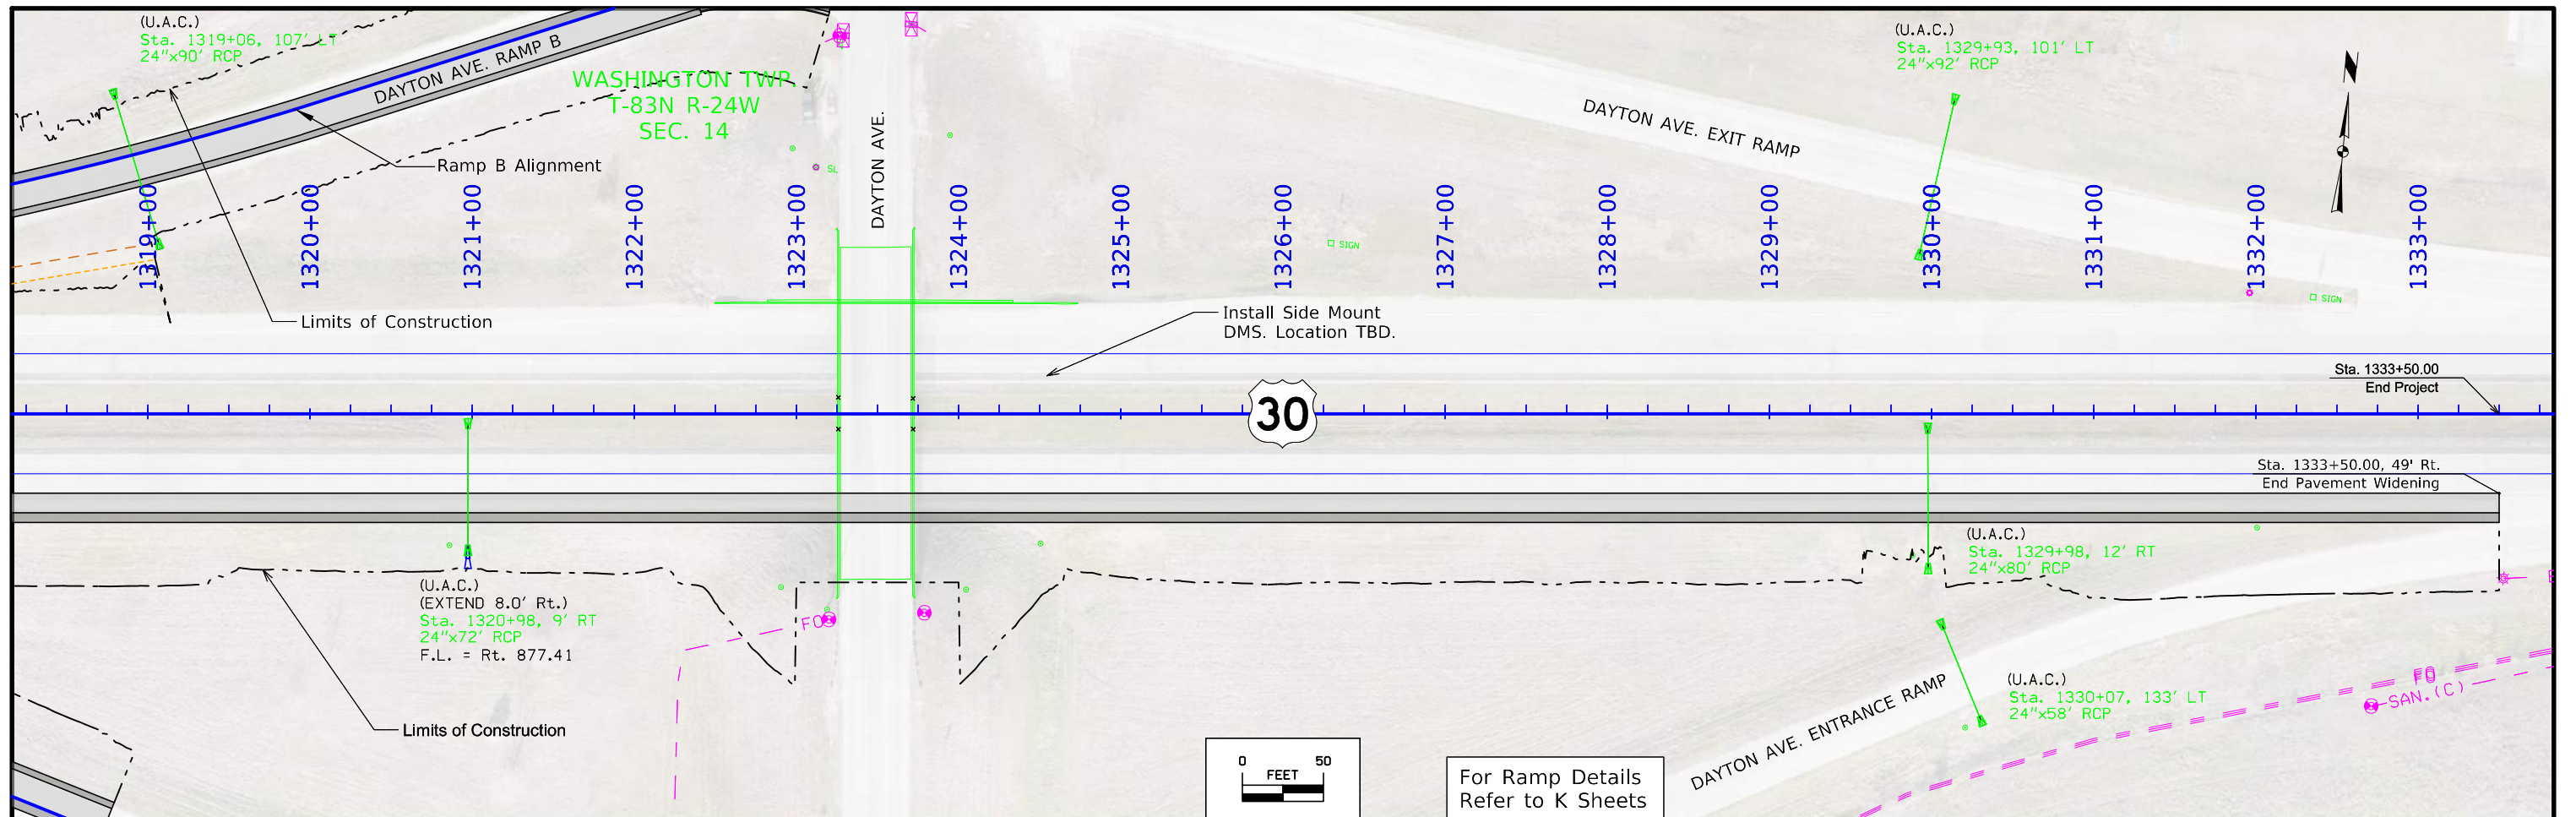 (U.A.C.)
Sta. 1319+06, 107' LT
24"x90' RCP
DAYTON AVE. RAMP B
WASHINGTON TWP
T-83N R-24W
SEC. 14
Ramp B Alignment
DAYTON AVE.
SL
(U.A.C.)
Sta. 1329+93, 101' LT
24"x92' RCP
DAYTON AVE. EXIT RAMP
N
1319+00
1320+00
1321+00
1322+00
1323+00
1324+00
1325+00
1326+00
1327+00
1328+00
1329+00
1330+00
1331+00
1332+00
1333+00
SIGN
SIGN
Limits of Construction
Install Side Mount
DMS. Location TBD.
Sta. 1333+50.00
End Project
30
Sta. 1333+50.00, 49' Rt.
End Pavement Widening
(U.A.C.)
(EXTEND 8.0' Rt.)
Sta. 1320+98, 9' RT
24"x72' RCP
F.L. = Rt. 877.41
FO
(U.A.C.)
Sta. 1329+98, 12' RT
24"x80' RCP
(U.A.C.)
Sta. 1330+07, 133' LT
24"x58' RCP
FO
SAN.(C)
Limits of Construction
DAYTON AVE. ENTRANCE RAMP
0 50
FEET
For Ramp Details
Refer to K Sheets